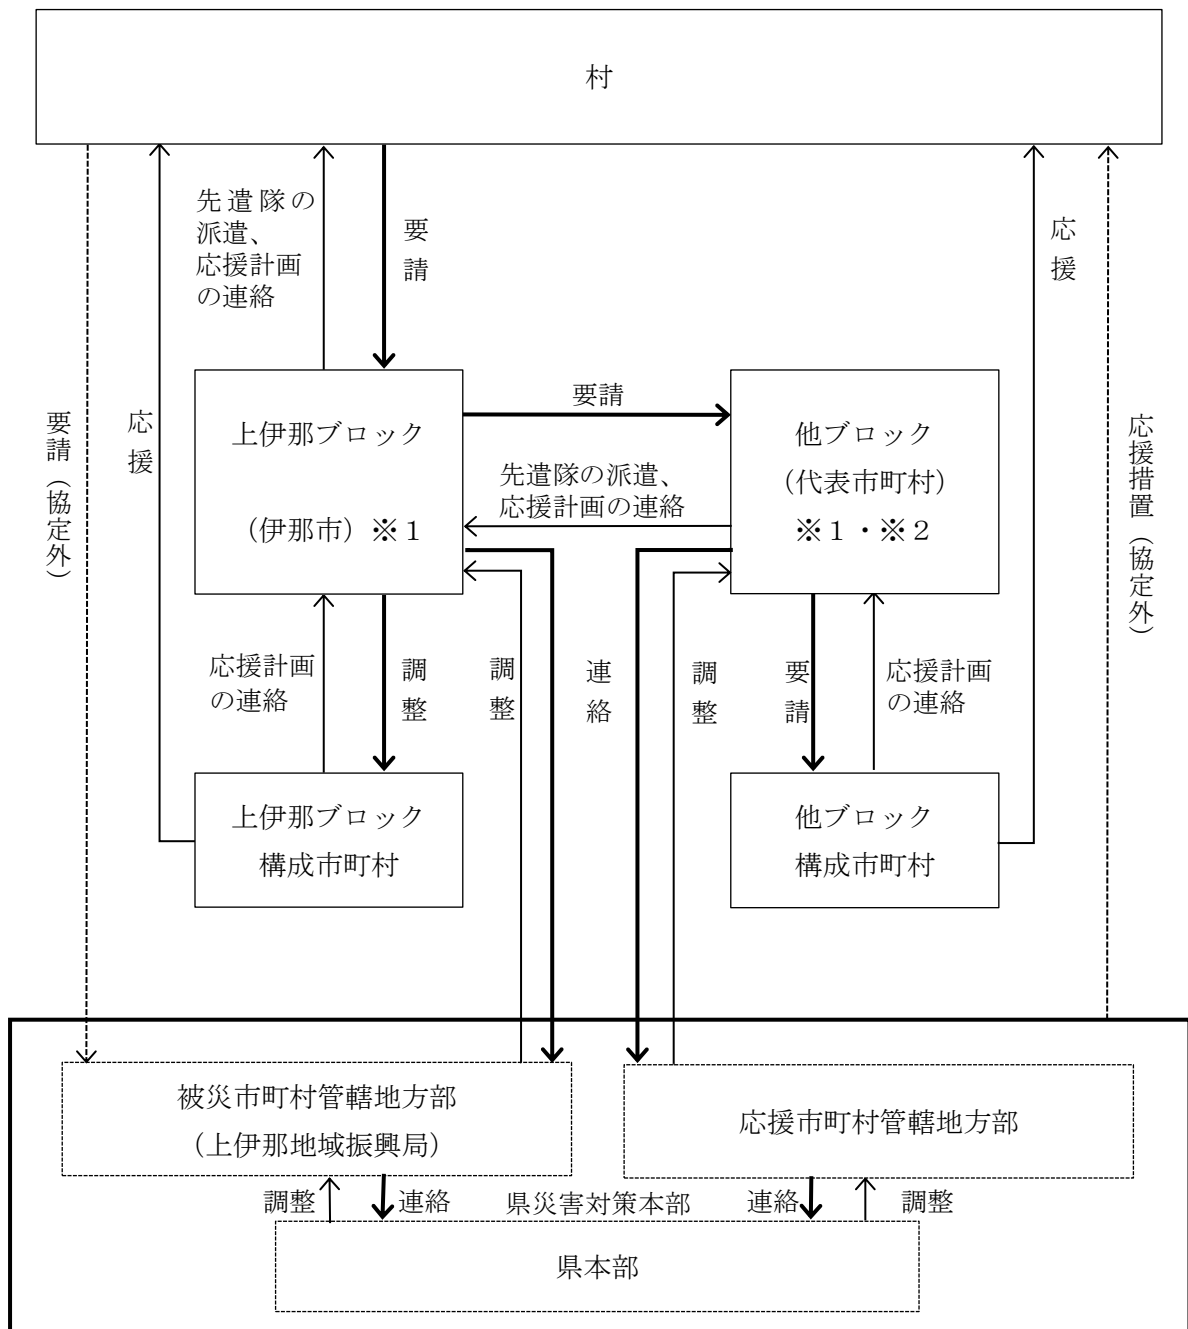 村
先遣隊の
派遣、
応援計画
の連絡
要請
応援
要請（協定外）
応援
応援措置（協定外）
上伊那ブロック
（伊那市）※１
要請
先遣隊の派遣、
応援計画の連絡
他ブロック
（代表市町村）
※１・※２
応援計画
の連絡
調整
調整
連絡
調整
要請
応援計画
の連絡
上伊那ブロック
構成市町村
他ブロック
構成市町村
被災市町村管轄地方部
（上伊那地域振興局）
応援市町村管轄地方部
調整
連絡
県災害対策本部
連絡
調整
県本部